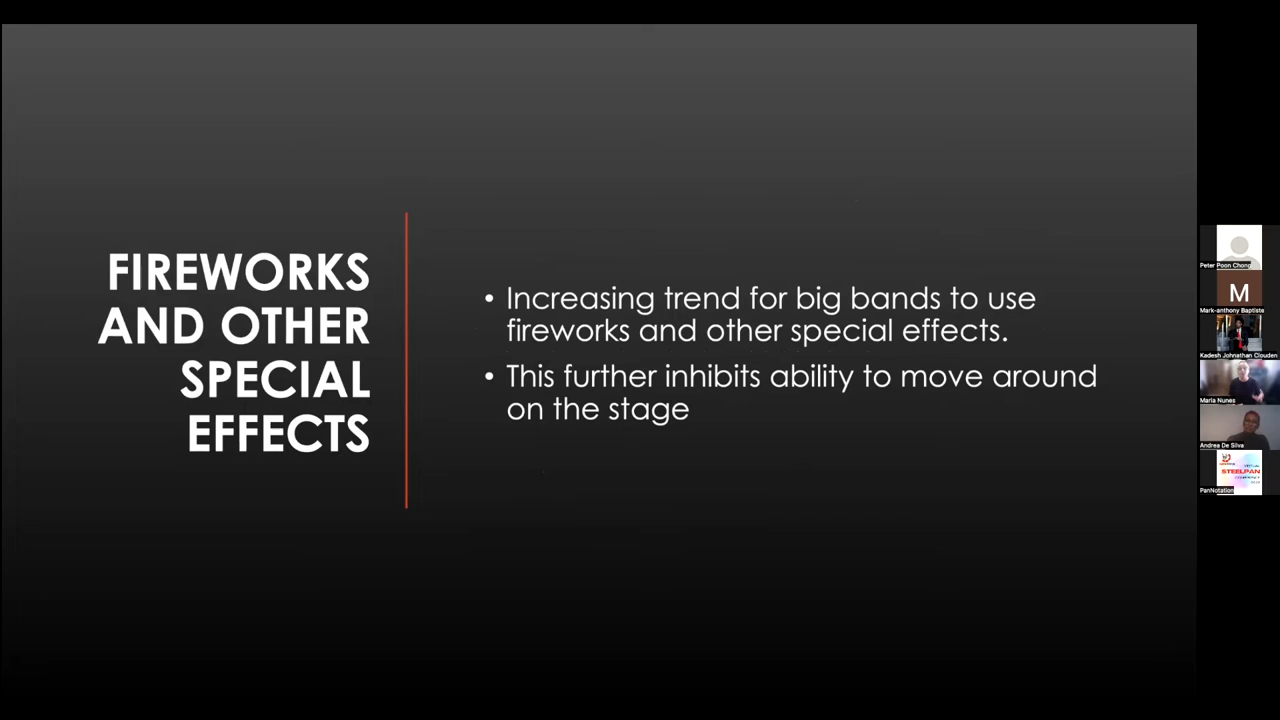 FIREWORKS
AND OTHER
SPECIAL
EFFECTS
• Increasing trend for big bands to use
fireworks and other special effects.
• This further inhibits ability to move around
on the stage
Peter Poon Chong
M
Mark-anthony Baptiste
Kadesh Johnathan Clouden
Maria Nunes
Andrea De Silva
STEELPAN
PanNotation